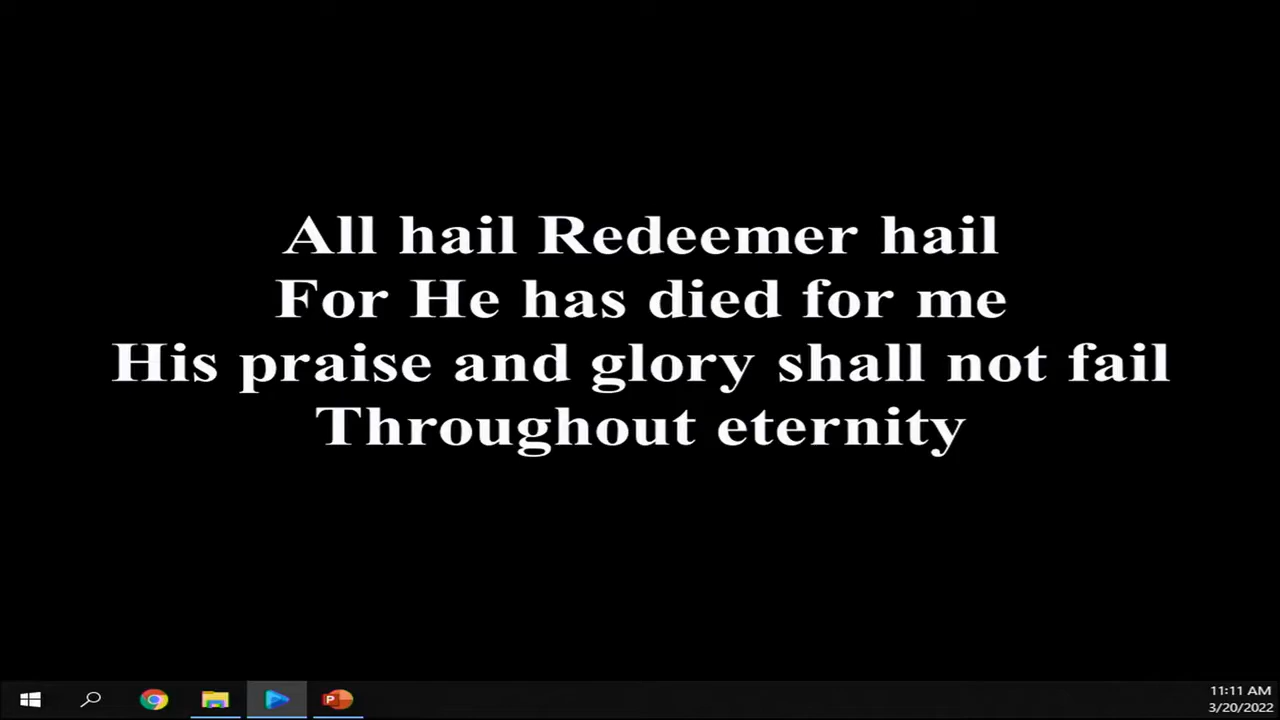 All hail Redeemer hail
For He has died for me
His praise and glory shall not fail
Throughout eternity
P
11:11 AM
3/20/2022